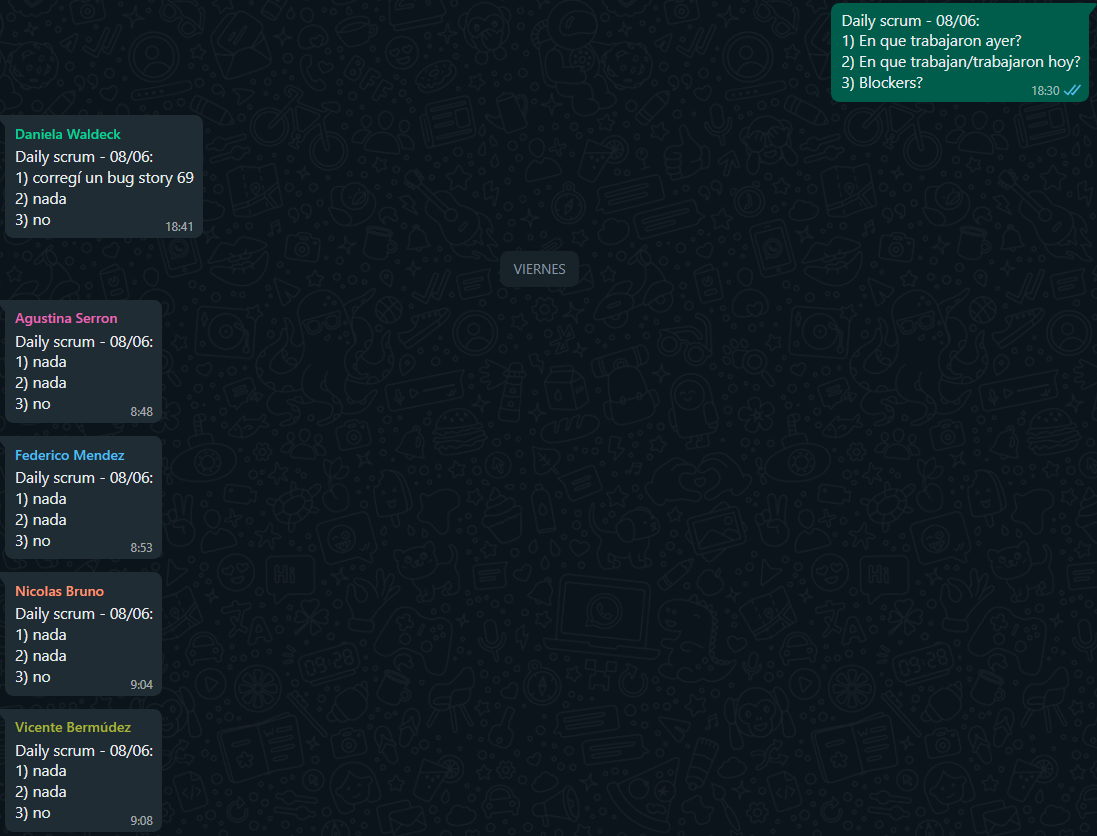 Daily scrum - 08/06:
1) En que trabajaron ayer?
2) En que trabajan/trabajaron hoy?
3) Blockers?
18:30
Daniela Waldeck
Daily scrum - 08/06:
1) corregí un bug story 69
2) nada
3) no
18:41
VIERNES
Agustina Serron
Daily scrum - 08/06:
1) nada
2) nada
3) no
8:48
Federico Mendez
Daily scrum - 08/06:
1) nada
2) nada
3) no
8:53
Nicolas Bruno
Daily scrum - 08/06:
1) nada
2) nada
3) no
9:04
Vicente Bermúdez
Daily scrum - 08/06:
1) nada
2) nada
3) no
9:08